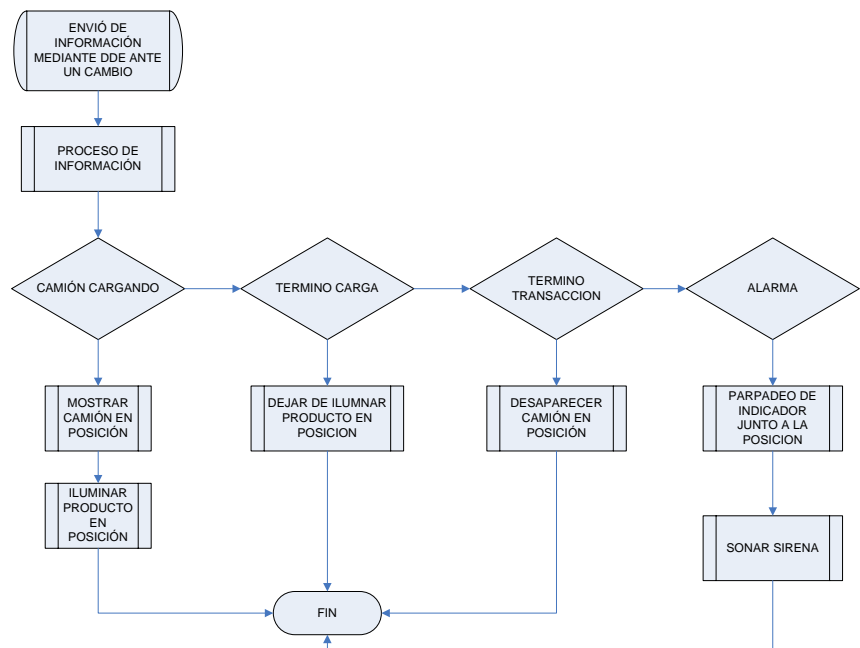 ENVIÓ DE
INFORMACIÓN
MEDIANTE DDE ANTE
UN CAMBIO
PROCESO DE
INFORMACIÓN
CAMIÓN CARGANDO
TERMINO CARGA
TERMINO
TRANSACCION
ALARMA
MOSTRAR
CAMIÓN EN
POSICIÓN
DEJAR DE ILUMNAR
PRODUCTO EN
POSICION
DESAPARECER
CAMIÓN EN
POSICIÓN
PARPADEO DE
INDICADOR
JUNTO A LA
POSICION
ILUMINAR
PRODUCTO
EN
POSICIÓN
SONAR SIRENA
FIN